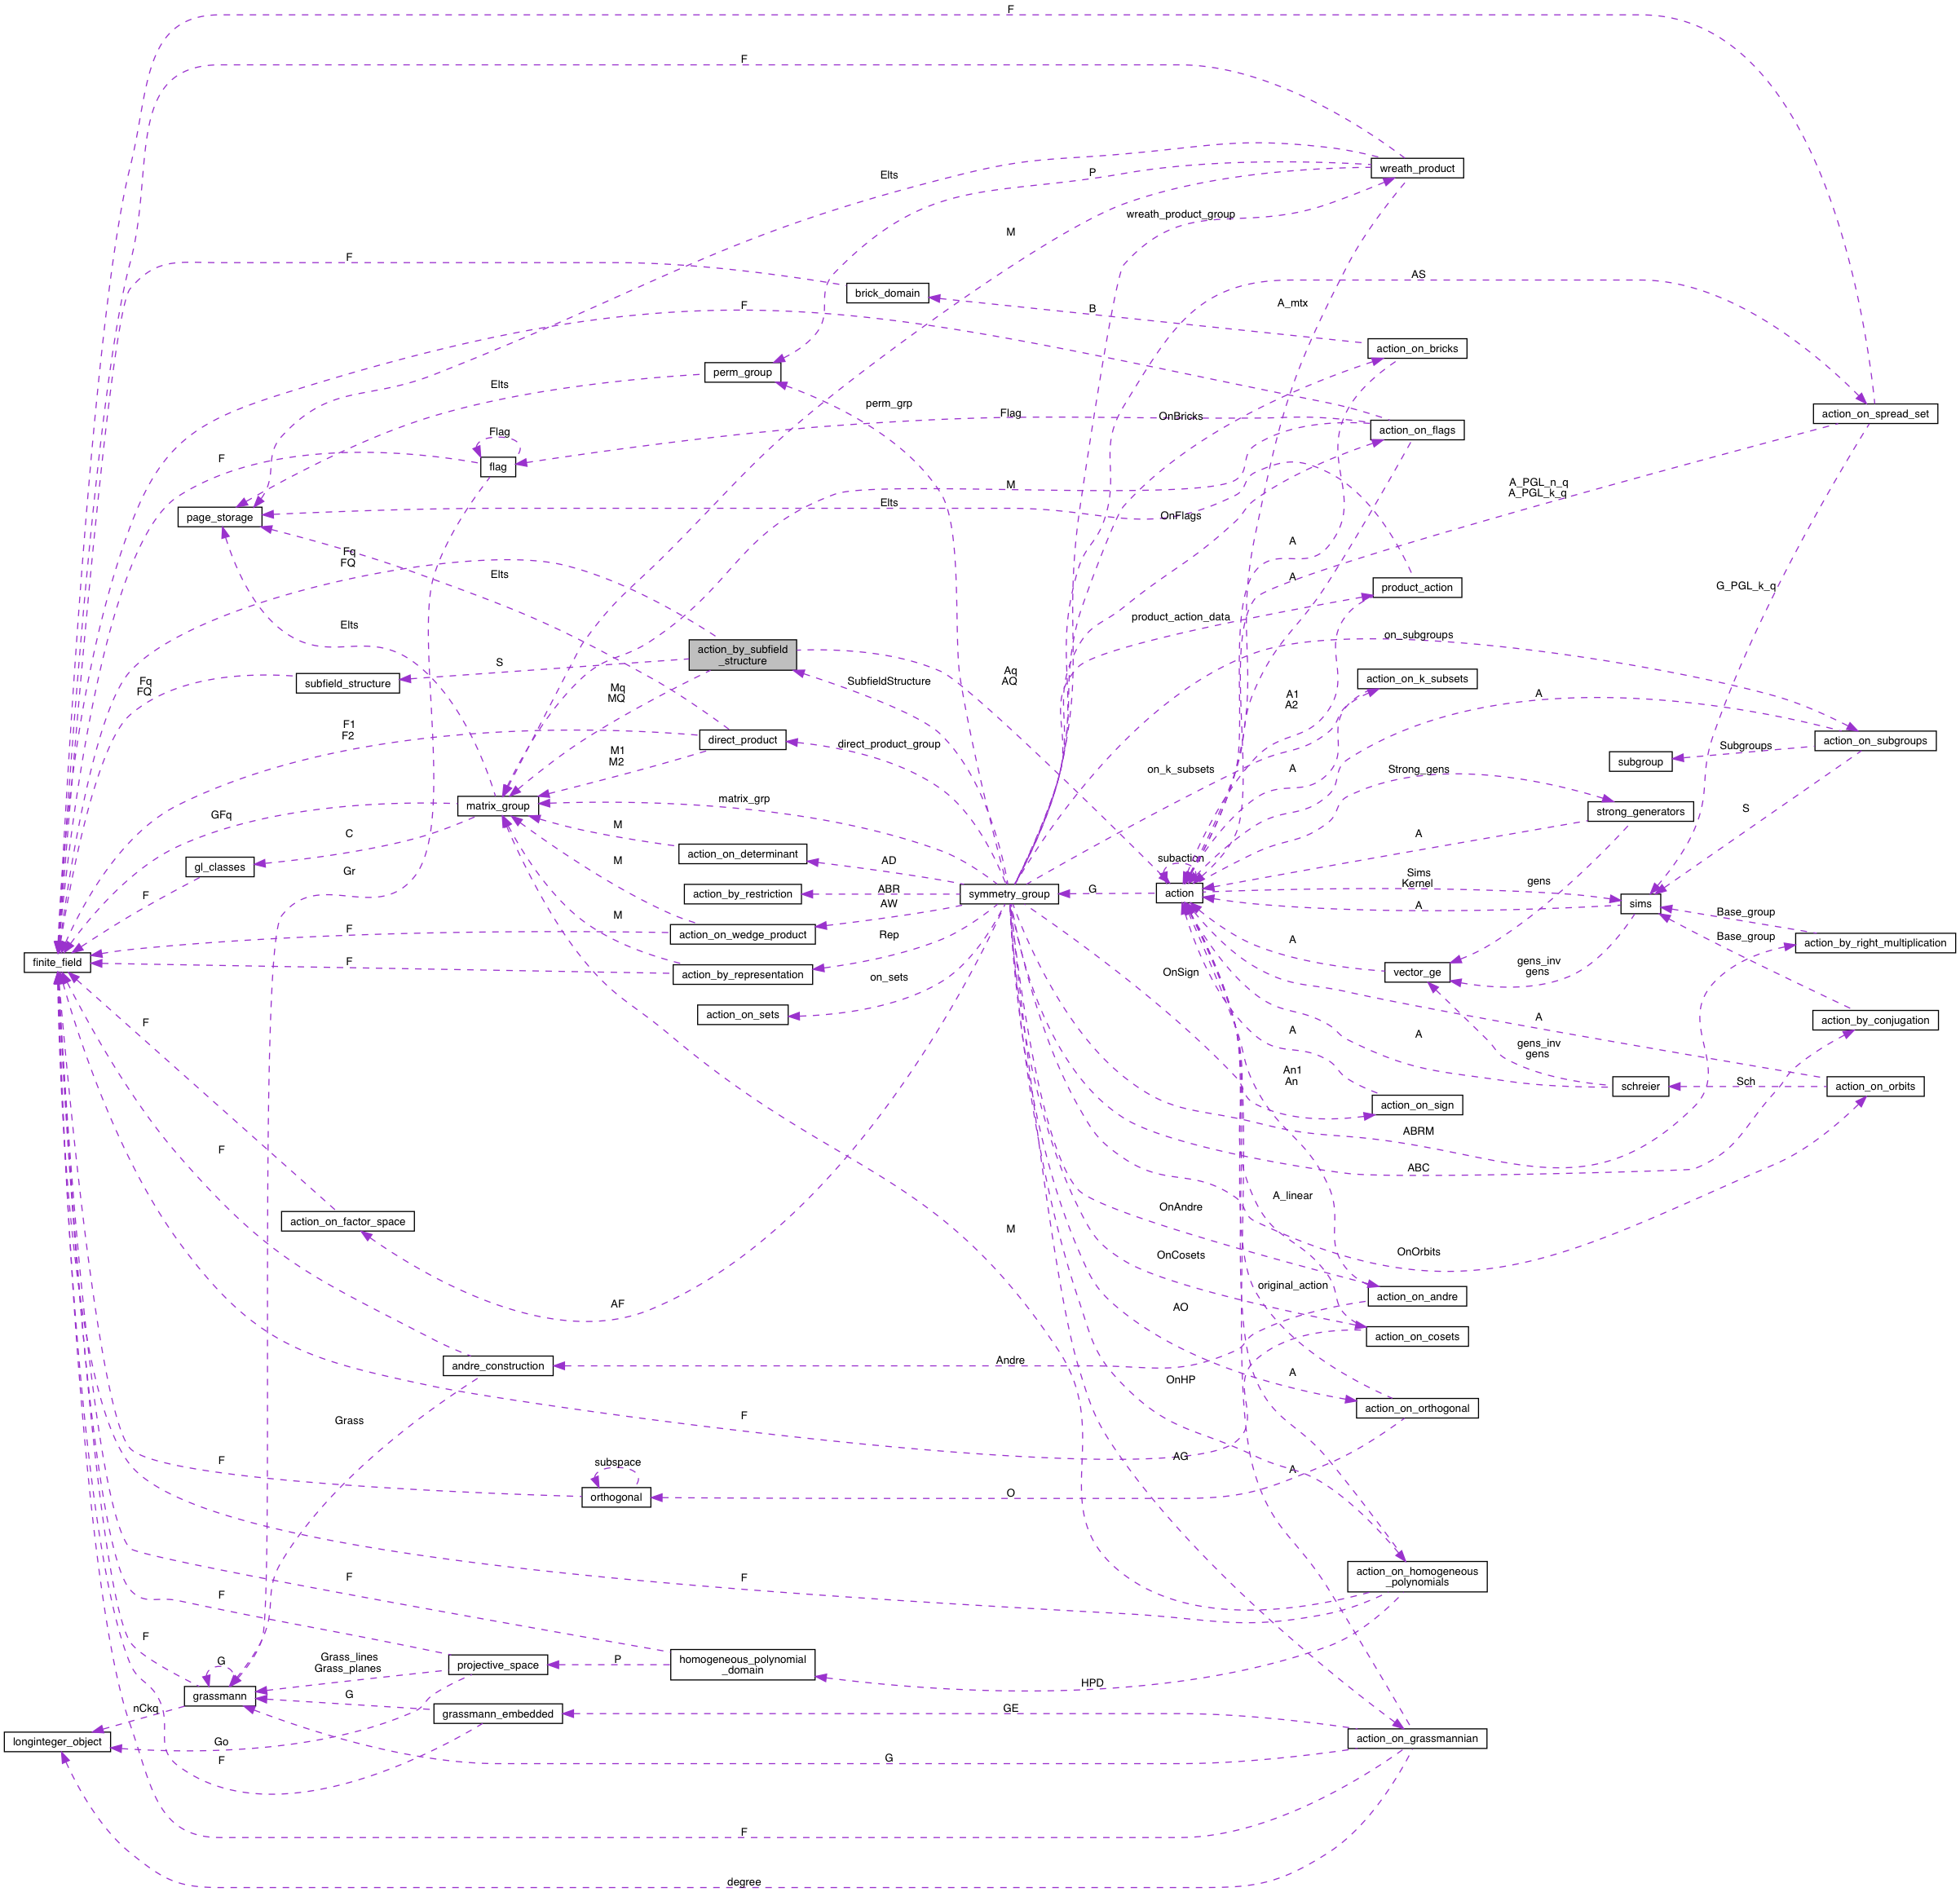 F
F
wreath_product
P
Elts
wreath_product_group
M
F
AS
brick_domain
F
A_mtx
B
action_on_bricks
perm_group
Elts
perm_grp
Flag
OnBricks
action_on_spread_set
action_on_flags
Flag
F
flag
M
A_PGL_n_q
A_PGL_k_q
Elts
page_storage
OnFlags
A
Fq
FQ
Elts
A
product_action
G_PGL_k_q
Elts
product_action_data
on_subgroups
action_by_subfield
_structure
S
Aq
AQ
subfield_structure
Fq
FQ
Mq
MQ
SubfieldStructure
action_on_k_subsets
A1
A2
A
F1
F2
direct_product
direct_product_group
action_on_subgroups
Subgroups
subgroup
M1
M2
on_k_subsets
A
Strong_gens
matrix_grp
matrix_group
GFq
S
strong_generators
C
M
A
action_on_determinant
AD
subaction
gl_classes
Gr
M
F
action_by_restriction
ABR
symmetry_group
G
action
Sims
Kernel
gens
AW
A
sims
Base_group
M
F
action_on_wedge_product
Rep
A
Base_group
action_by_right_multiplication
finite_field
F
action_by_representation
on_sets
OnSign
vector_ge
gens_inv
gens
action_on_sets
A
action_by_conjugation
F
A
A
gens_inv
gens
An1
An
schreier
Sch
action_on_orbits
action_on_sign
ABRM
F
ABC
A_linear
OnAndre
action_on_factor_space
M
OnCosets
OnOrbits
original_action
action_on_andre
AF
AO
action_on_cosets
andre_construction
Andre
OnHP
A
action_on_orthogonal
Grass
F
F
subspace
AG
A
orthogonal
O
action_on_homogeneous
_polynomials
F
F
F
F
Grass_lines
Grass_planes
projective_space
P
homogeneous_polynomial
_domain
HPD
G
grassmann
G
nCkq
grassmann_embedded
GE
longinteger_object
Go
action_on_grassmannian
F
G
F
degree